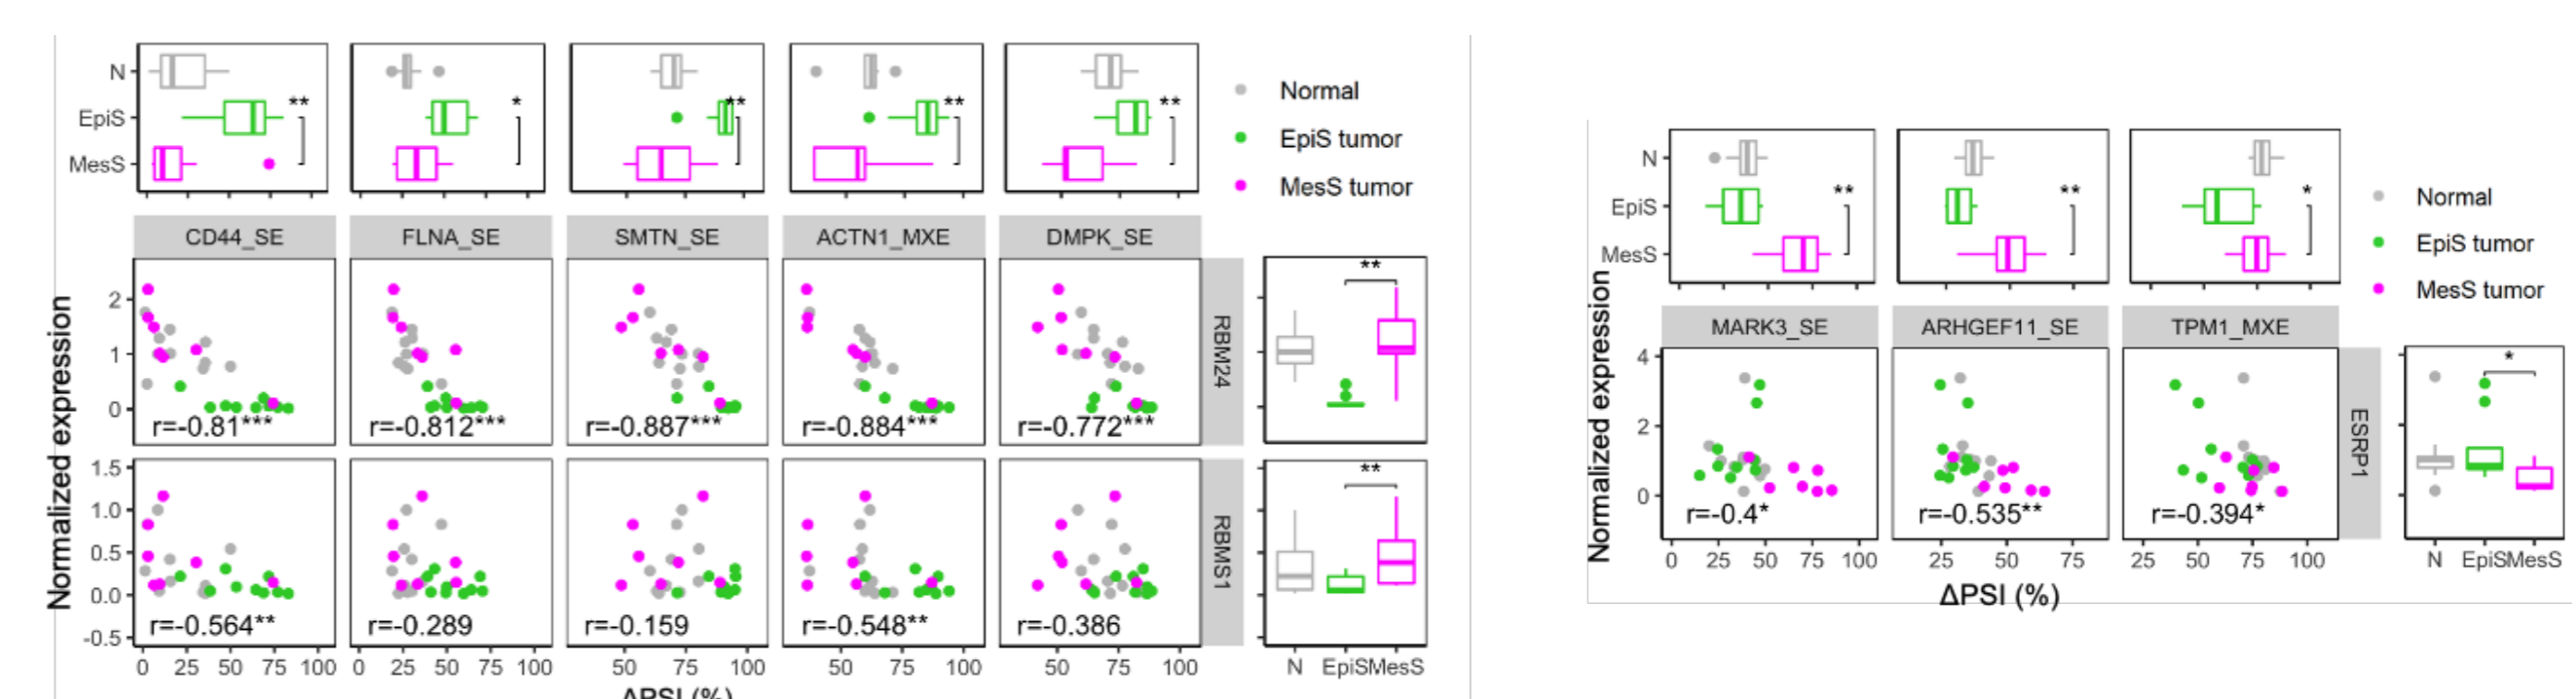 N
EpiS
MesS
**
*
**
**
**
Normal
EpiS tumor
MesS tumor
CD44_SE
FLNA_SE
SMTN_SE
ACTN1_MXE
DMPK_SE
Normalized expression
2
1
0
r=-0.81***
r=-0.812***
r=-0.887***
r=-0.884***
r=-0.772***
RBM24
**
1.5
1.0
0.5
0.0
-0.5
r=-0.564**
r=-0.289
r=-0.159
r=-0.548**
r=-0.386
RBMS1
**
0 25 50 75 100
0 25 50 75 100
50 75 100
50 75 100
50 75 100
N EpiS MesS
ΔPSI (%)
N
EpiS
MesS
**
**
*
Normal
EpiS tumor
MesS tumor
MARK3_SE
ARHGEF11_SE
TPM1_MXE
Normalized expression
4
2
0
r=-0.4*
r=-0.535**
r=-0.394*
ESRP1
*
0 25 50 75 100
25 50 75
25 50 75 100
N EpiS MesS
ΔPSI (%)